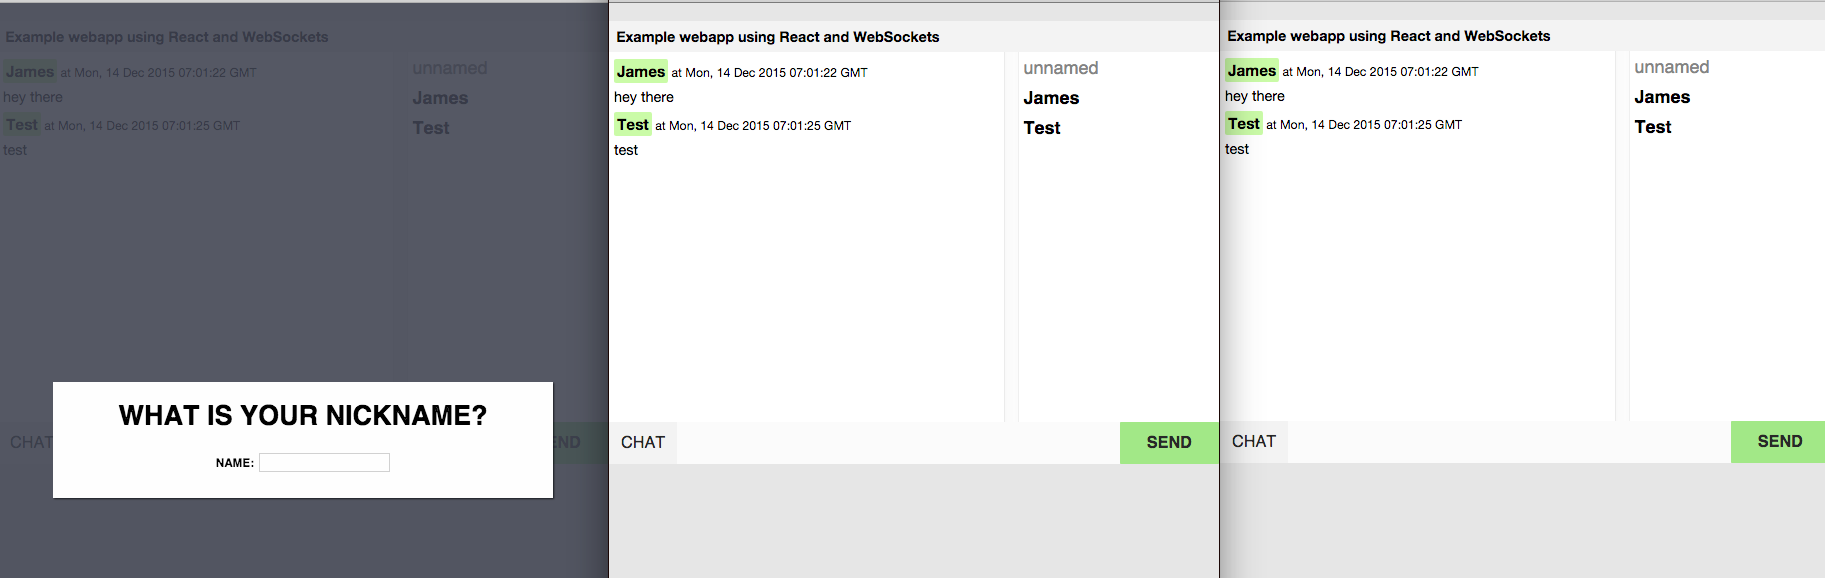 Example webapp using React and WebSockets
James at Mon, 14 Dec 2015 07:01:22 GMT
hey there
Test at Mon, 14 Dec 2015 07:01:25 GMT
test
unnamed
James
Test
WHAT IS YOUR NICKNAME?
NAME:
CHAT
END
Example webapp using React and WebSockets
James at Mon, 14 Dec 2015 07:01:22 GMT
hey there
Test at Mon, 14 Dec 2015 07:01:25 GMT
test
unnamed
James
Test
CHAT
SEND
Example webapp using React and WebSockets
James at Mon, 14 Dec 2015 07:01:22 GMT
hey there
Test at Mon, 14 Dec 2015 07:01:25 GMT
test
unnamed
James
Test
CHAT
SEND